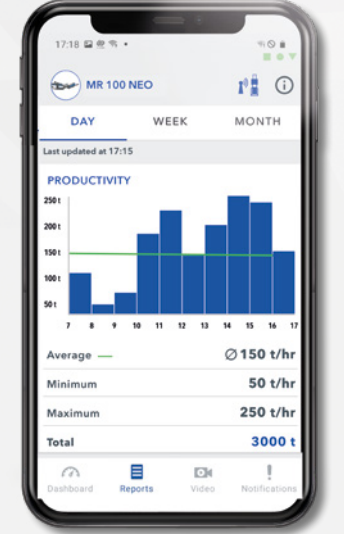 17:18
MR 100 NEO
DAY WEEK MONTH
Last updated at 17:15
PRODUCTIVITY
250 t
200 t
150 t
100 t
50 t
7 8 9 10 11 12 13 14 15 16 17
Average Ø 150 t/hr
Minimum 50 t/hr
Maximum 250 t/hr
Total 3000 t
Dashboard Reports Video Notifications